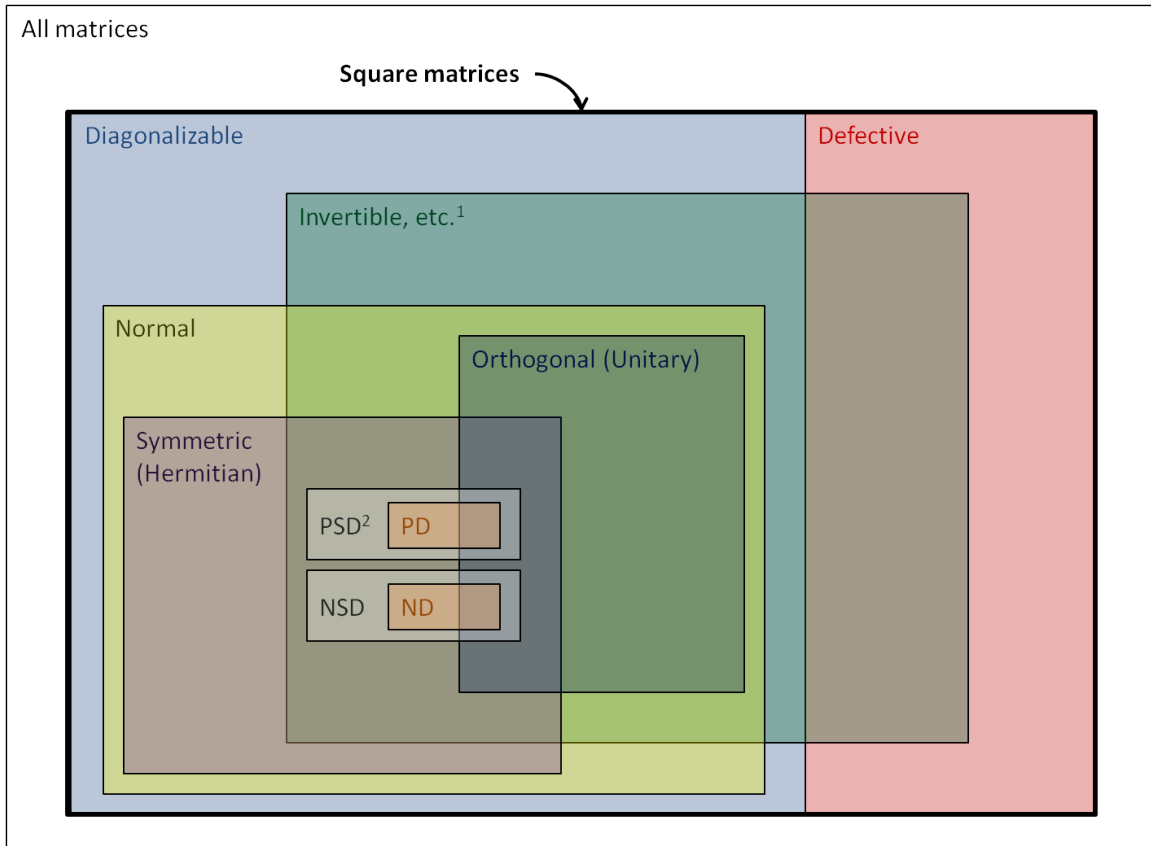 All matrices
Square matrices
Diagonalizable
Defective
Invertible, etc.¹
Normal
Orthogonal (Unitary)
Symmetric
(Hermitian)
PSD²
PD
NSD
ND